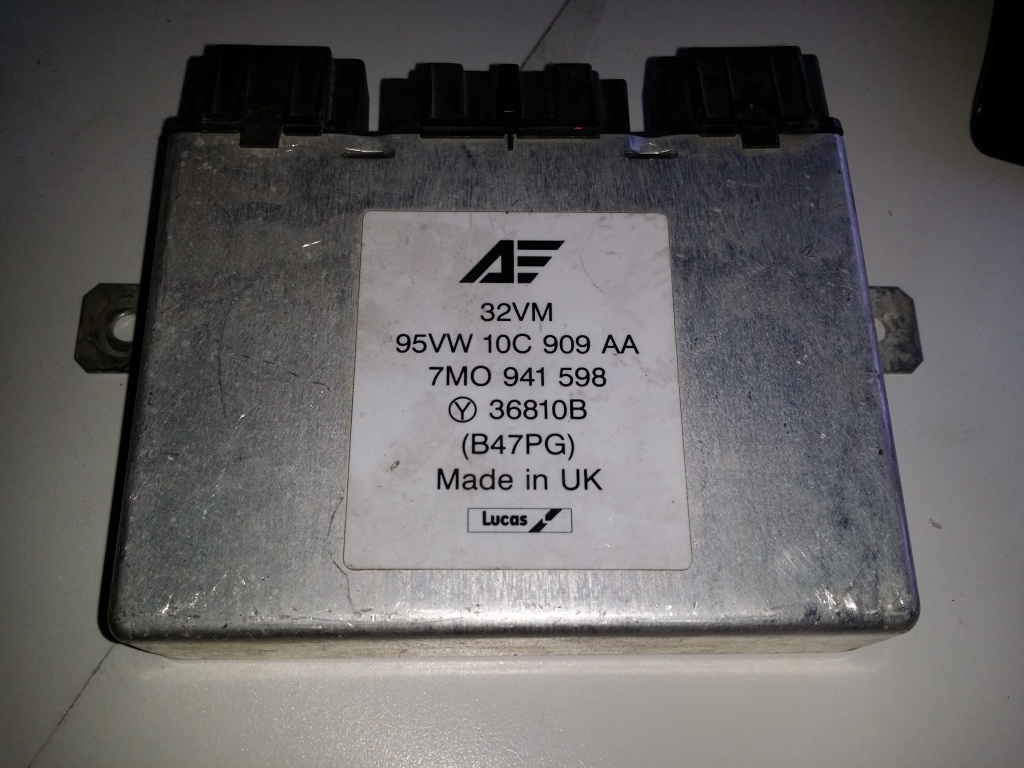 AE
32VM
95VW 10C 909 AA
7MO 941 598
Ⓨ 36810B
(B47PG)
Made in UK
Lucas